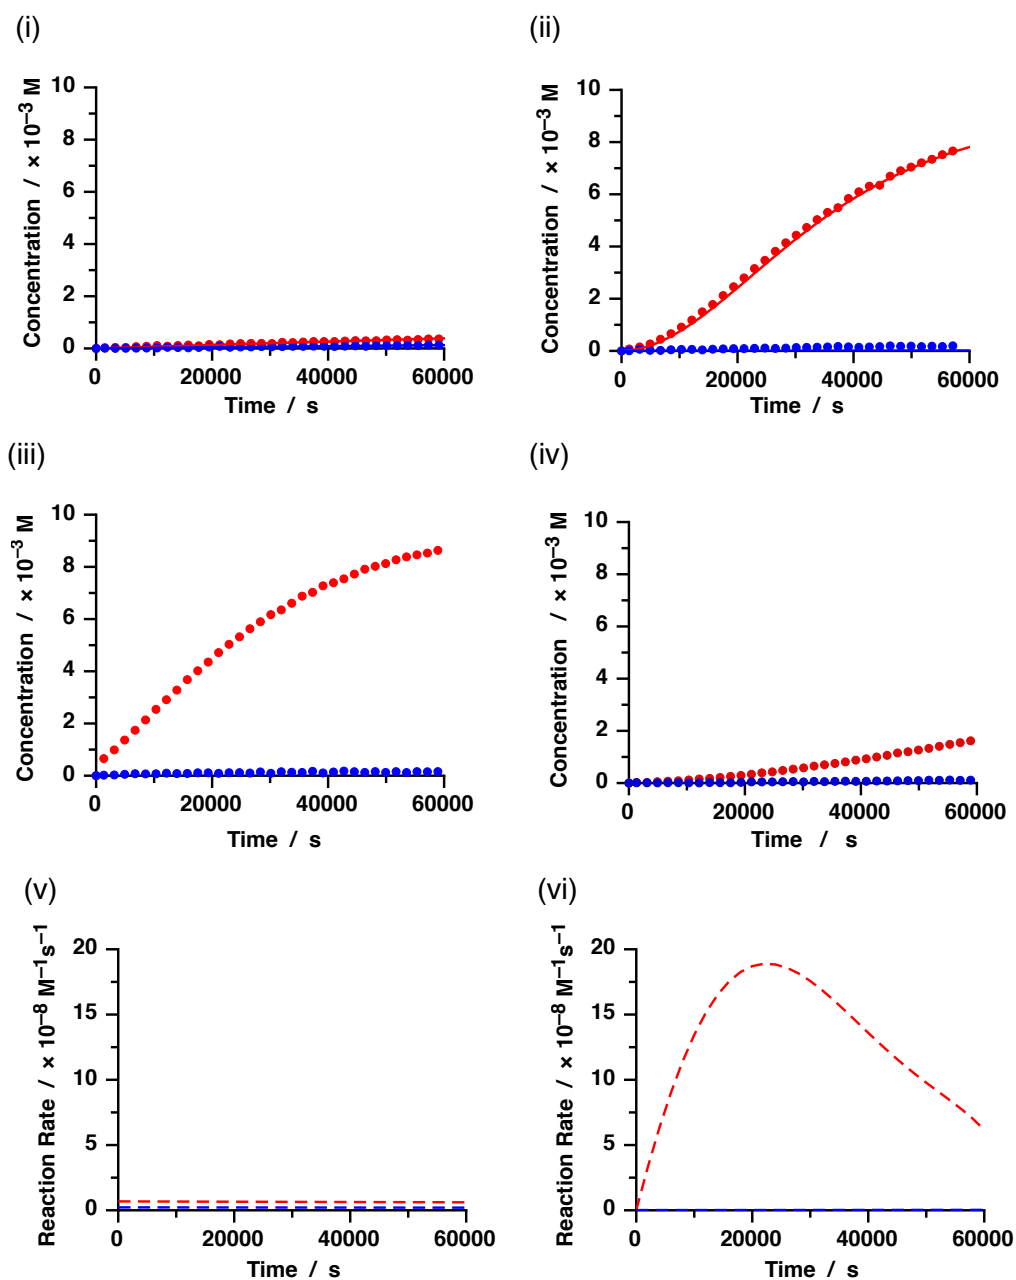 (i)
Concentration / × 10⁻³ M
10
8
6
4
2
0
0 20000 40000 60000
Time / s
(ii)
Concentration / × 10⁻³ M
10
8
6
4
2
0
0 20000 40000 60000
Time / s
(iii)
Concentration / × 10⁻³ M
10
8
6
4
2
0
0 20000 40000 60000
Time / s
(iv)
Concentration / × 10⁻³ M
10
8
6
4
2
0
0 20000 40000 60000
Time / s
(v)
Reaction Rate / × 10⁻⁸ M⁻¹s⁻¹
20
15
10
5
0
0 20000 40000 60000
Time / s
(vi)
Reaction Rate / × 10⁻⁸ M⁻¹s⁻¹
20
15
10
5
0
0 20000 40000 60000
Time / s